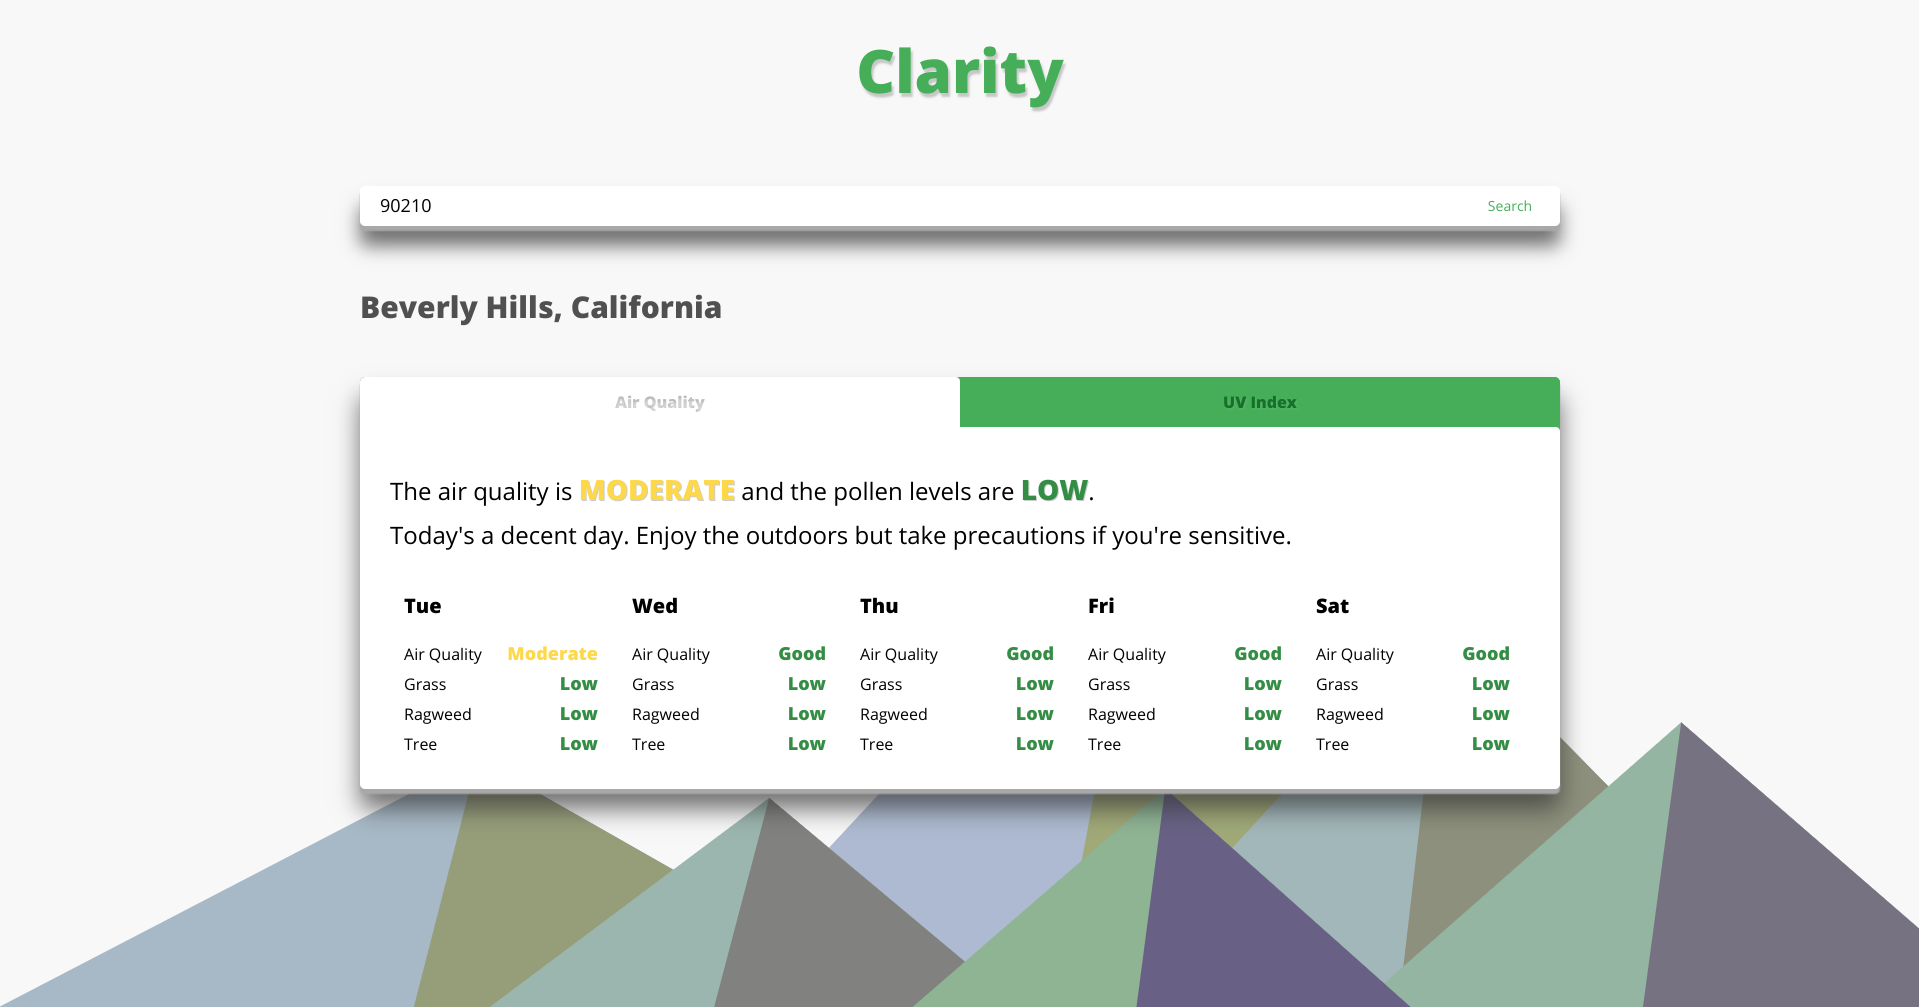 Clarity
90210 Search
Beverly Hills, California
Air Quality UV Index
The air quality is MODERATE and the pollen levels are LOW.
Today's a decent day. Enjoy the outdoors but take precautions if you're sensitive.
Tue Wed Thu Fri Sat
Air Quality Moderate Air Quality Good Air Quality Good Air Quality Good Air Quality Good
Grass Low Grass Low Grass Low Grass Low Grass Low
Ragweed Low Ragweed Low Ragweed Low Ragweed Low Ragweed Low
Tree Low Tree Low Tree Low Tree Low Tree Low